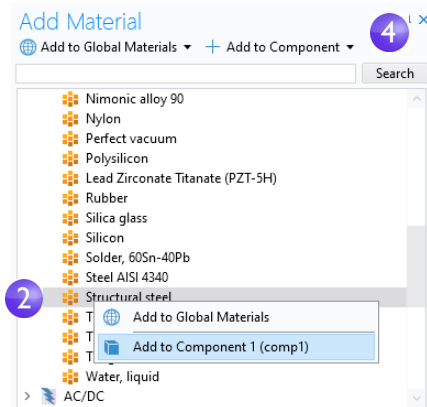 Add Material
4
Add to Global Materials
Add to Component
Search
Nimonic alloy 90
Nylon
Perfect vacuum
Polysilicon
Lead Zirconate Titanate (PZT-5H)
Rubber
Silica glass
Silicon
Solder, 60Sn-40Pb
Steel AISI 4340
2 Structural steel
T
Add to Global Materials
T
Add to Component 1 (comp1)
T
Water, liquid
AC/DC